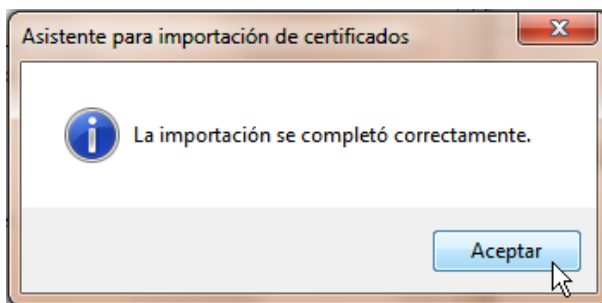 Asistente para importación de certificados
La importación se completó correctamente.
Aceptar